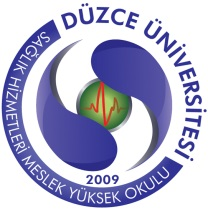 DÜZCE ÜNİVERSİTESİ
SAĞLIK HİZMETLERİ MESLEK YÜKSEK OKULU
2009